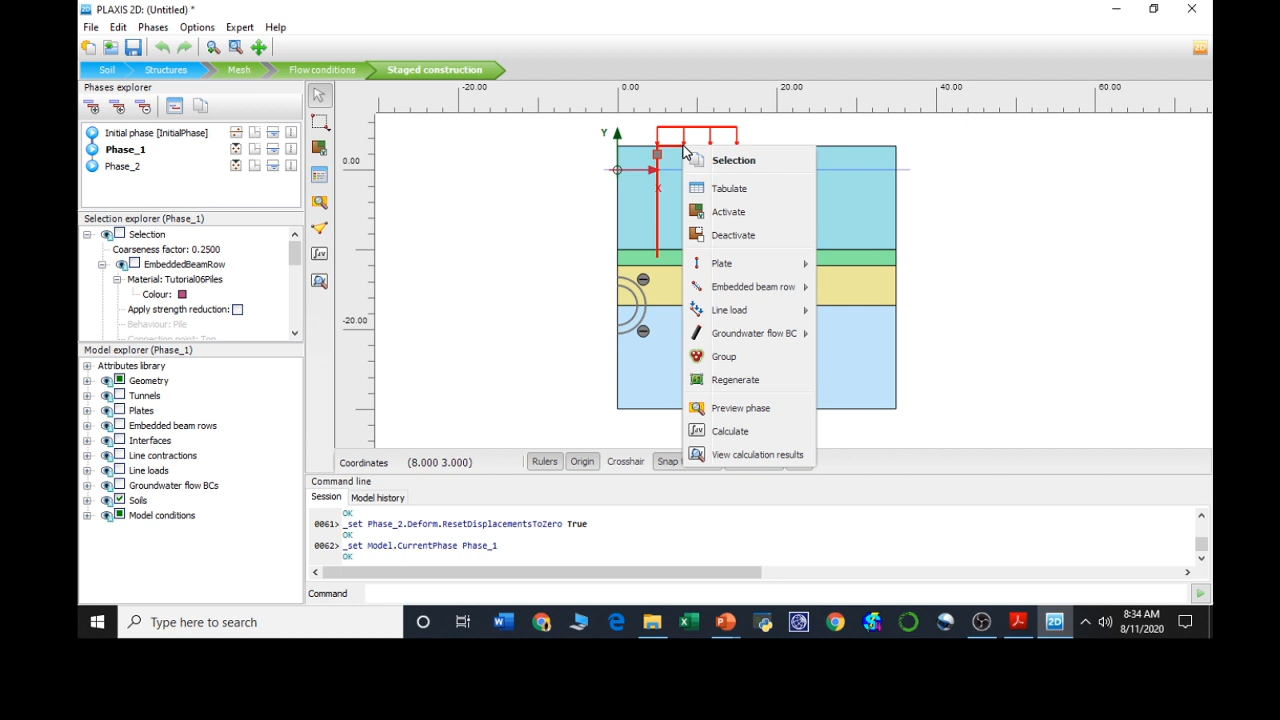 2D PLAXIS 2D: (Untitled) *
File Edit Phases Options Expert Help
2D
Soil Structures Mesh Flow conditions Staged construction
Phases explorer
Initial phase [InitialPhase]
Phase_1
Phase_2
Selection explorer (Phase_1)
Selection
Coarseness factor: 0.2500
EmbeddedBeamRow
Material: Tutorial06Piles
Colour:
Apply strength reduction:
Behaviour: Pile
Connection point: Top
Model explorer (Phase_1)
Attributes library
Geometry
Tunnels
Plates
Embedded beam rows
Interfaces
Line contractions
Line loads
Groundwater flow BCs
Soils
Model conditions
-20.00 0.00 20.00 40.00 60.00
0.00
-20.00
Y
x
Selection
Tabulate
Activate
Deactivate
Plate
Embedded beam row
Line load
Groundwater flow BC
Group
Regenerate
Preview phase
Calculate
View calculation results
Coordinates (8.000 3.000) Rulers Origin Crosshair Snap
Command line
Session Model history
OK
0061> _set Phase_2.Deform.ResetDisplacementsToZero True
OK
0062> _set Model.CurrentPhase Phase_1
OK
Command
Type here to search
2D
8:34 AM
8/11/2020